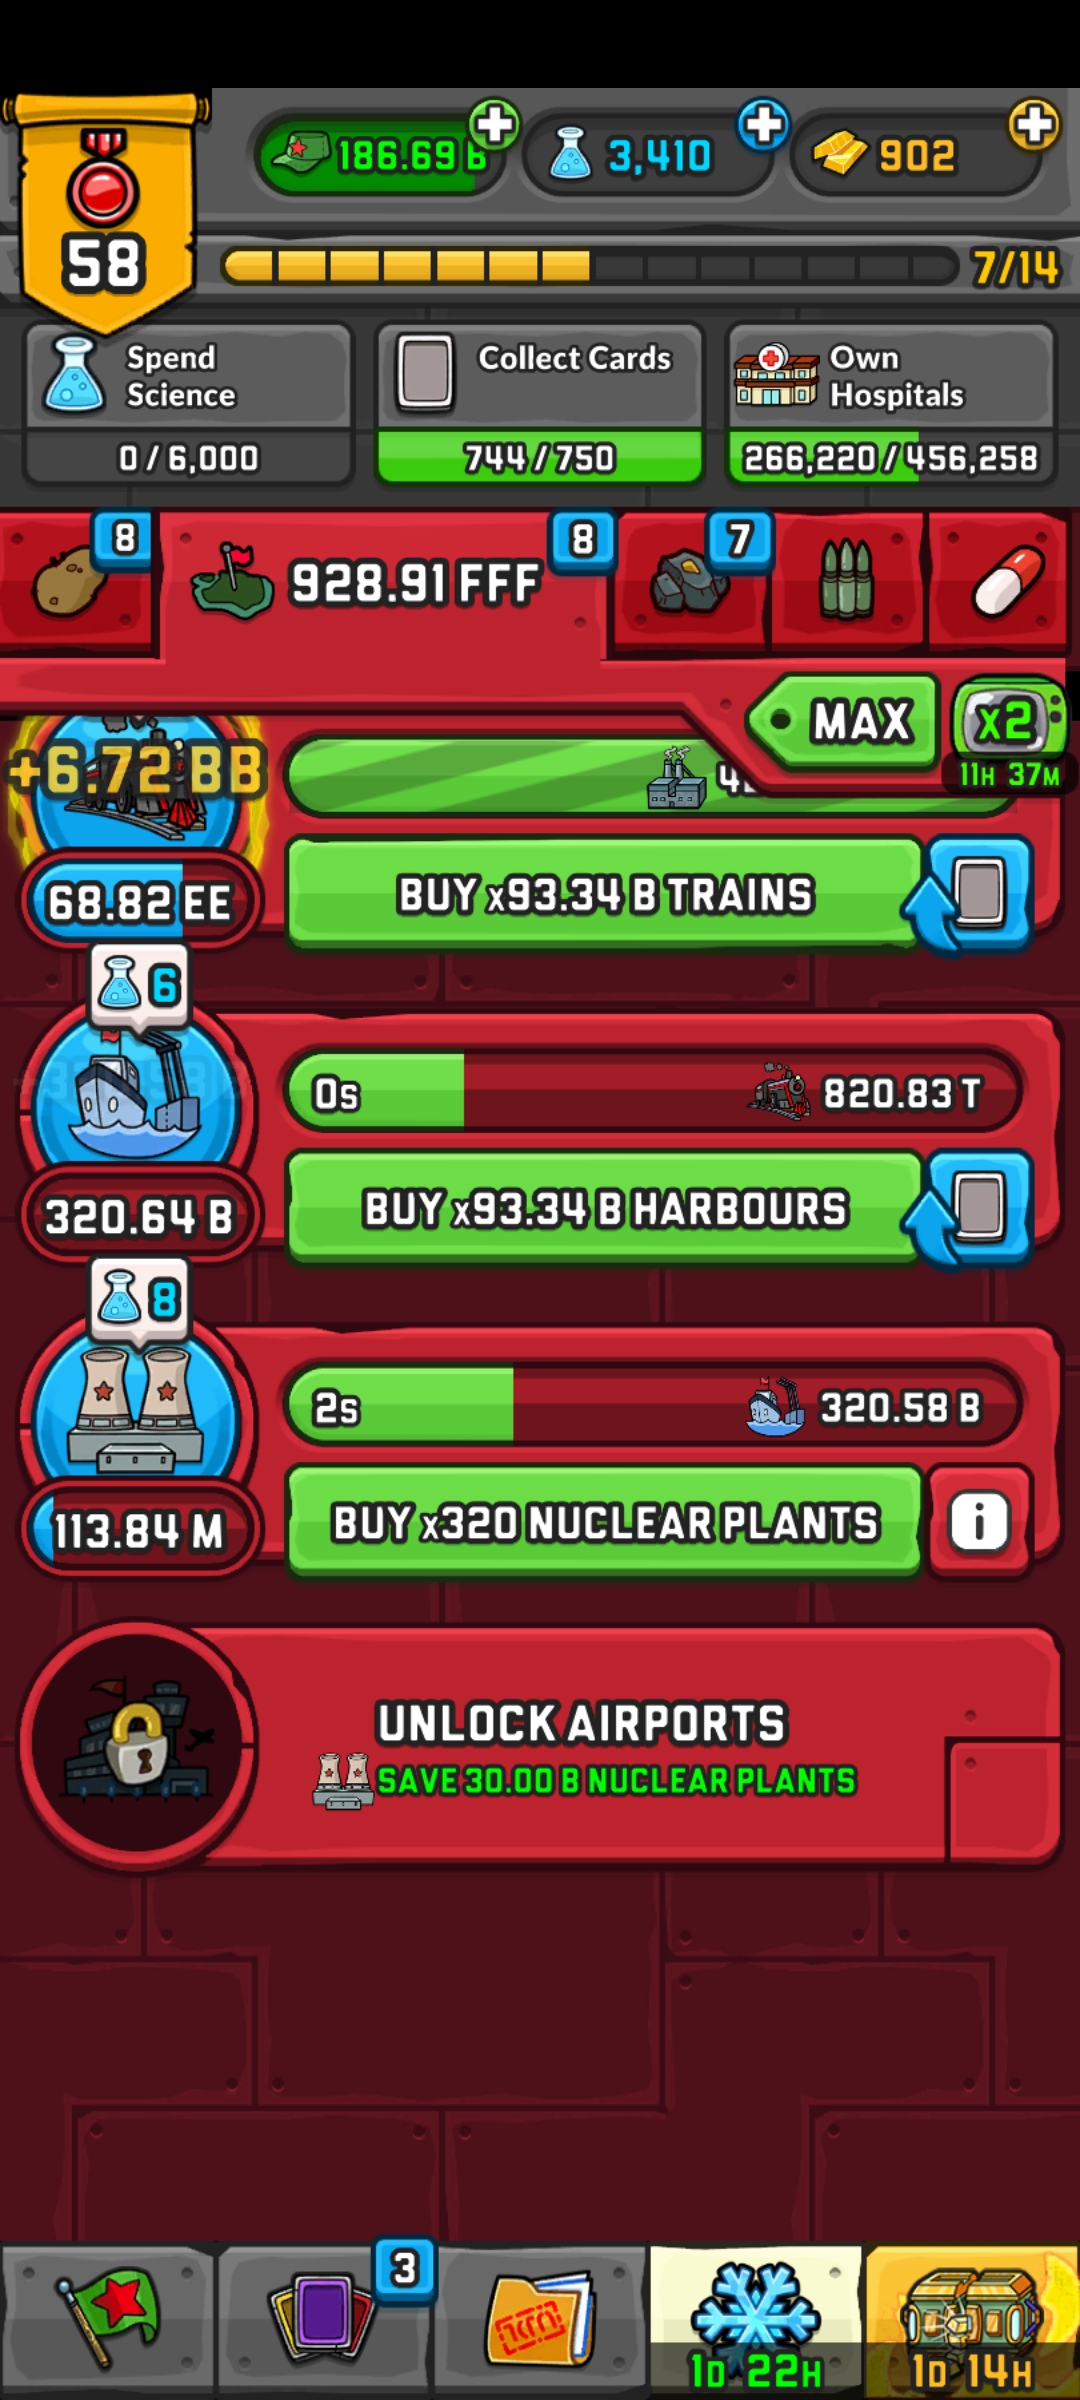 186.69 B
3,410
902
58
7/14
Spend
Science
0 / 6,000
Collect Cards
744 / 750
Own
Hospitals
266,220 / 456,258
8
928.91 FFF
8
7
MAX
x2
11H 37M
+6.72 BB
68.82 EE
BUY x93.34 B TRAINS
6
0s
820.83 T
320.64 B
BUY x93.34 B HARBOURS
8
2s
320.58 B
113.84 M
BUY x320 NUCLEAR PLANTS
i
UNLOCK AIRPORTS
SAVE 30.00 B NUCLEAR PLANTS
3
1D 22H
1D 14H